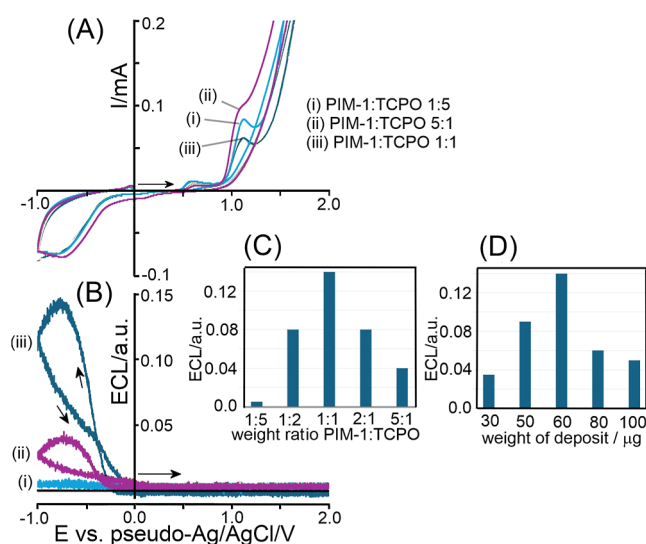 (A)
I/mA
0.2
0.1
-0.1
-1.0
1.0
2.0
(ii)
(i)
(iii)
(i) PIM-1:TCPO 1:5
(ii) PIM-1:TCPO 5:1
(iii) PIM-1:TCPO 1:1
(B)
ECL/a.u.
0.15
0.10
0.05
(iii)
(ii)
(i)
-1.0
0.0
1.0
2.0
E vs. pseudo-Ag/AgCl/V
(C)
ECL/a.u.
0.12
0.08
0.04
0.0
1:5 1:2 1:1 2:1 5:1
weight ratio PIM-1:TCPO
(D)
ECL/a.u.
0.12
0.08
0.04
0.0
30 50 60 80 100
weight of deposit / µg